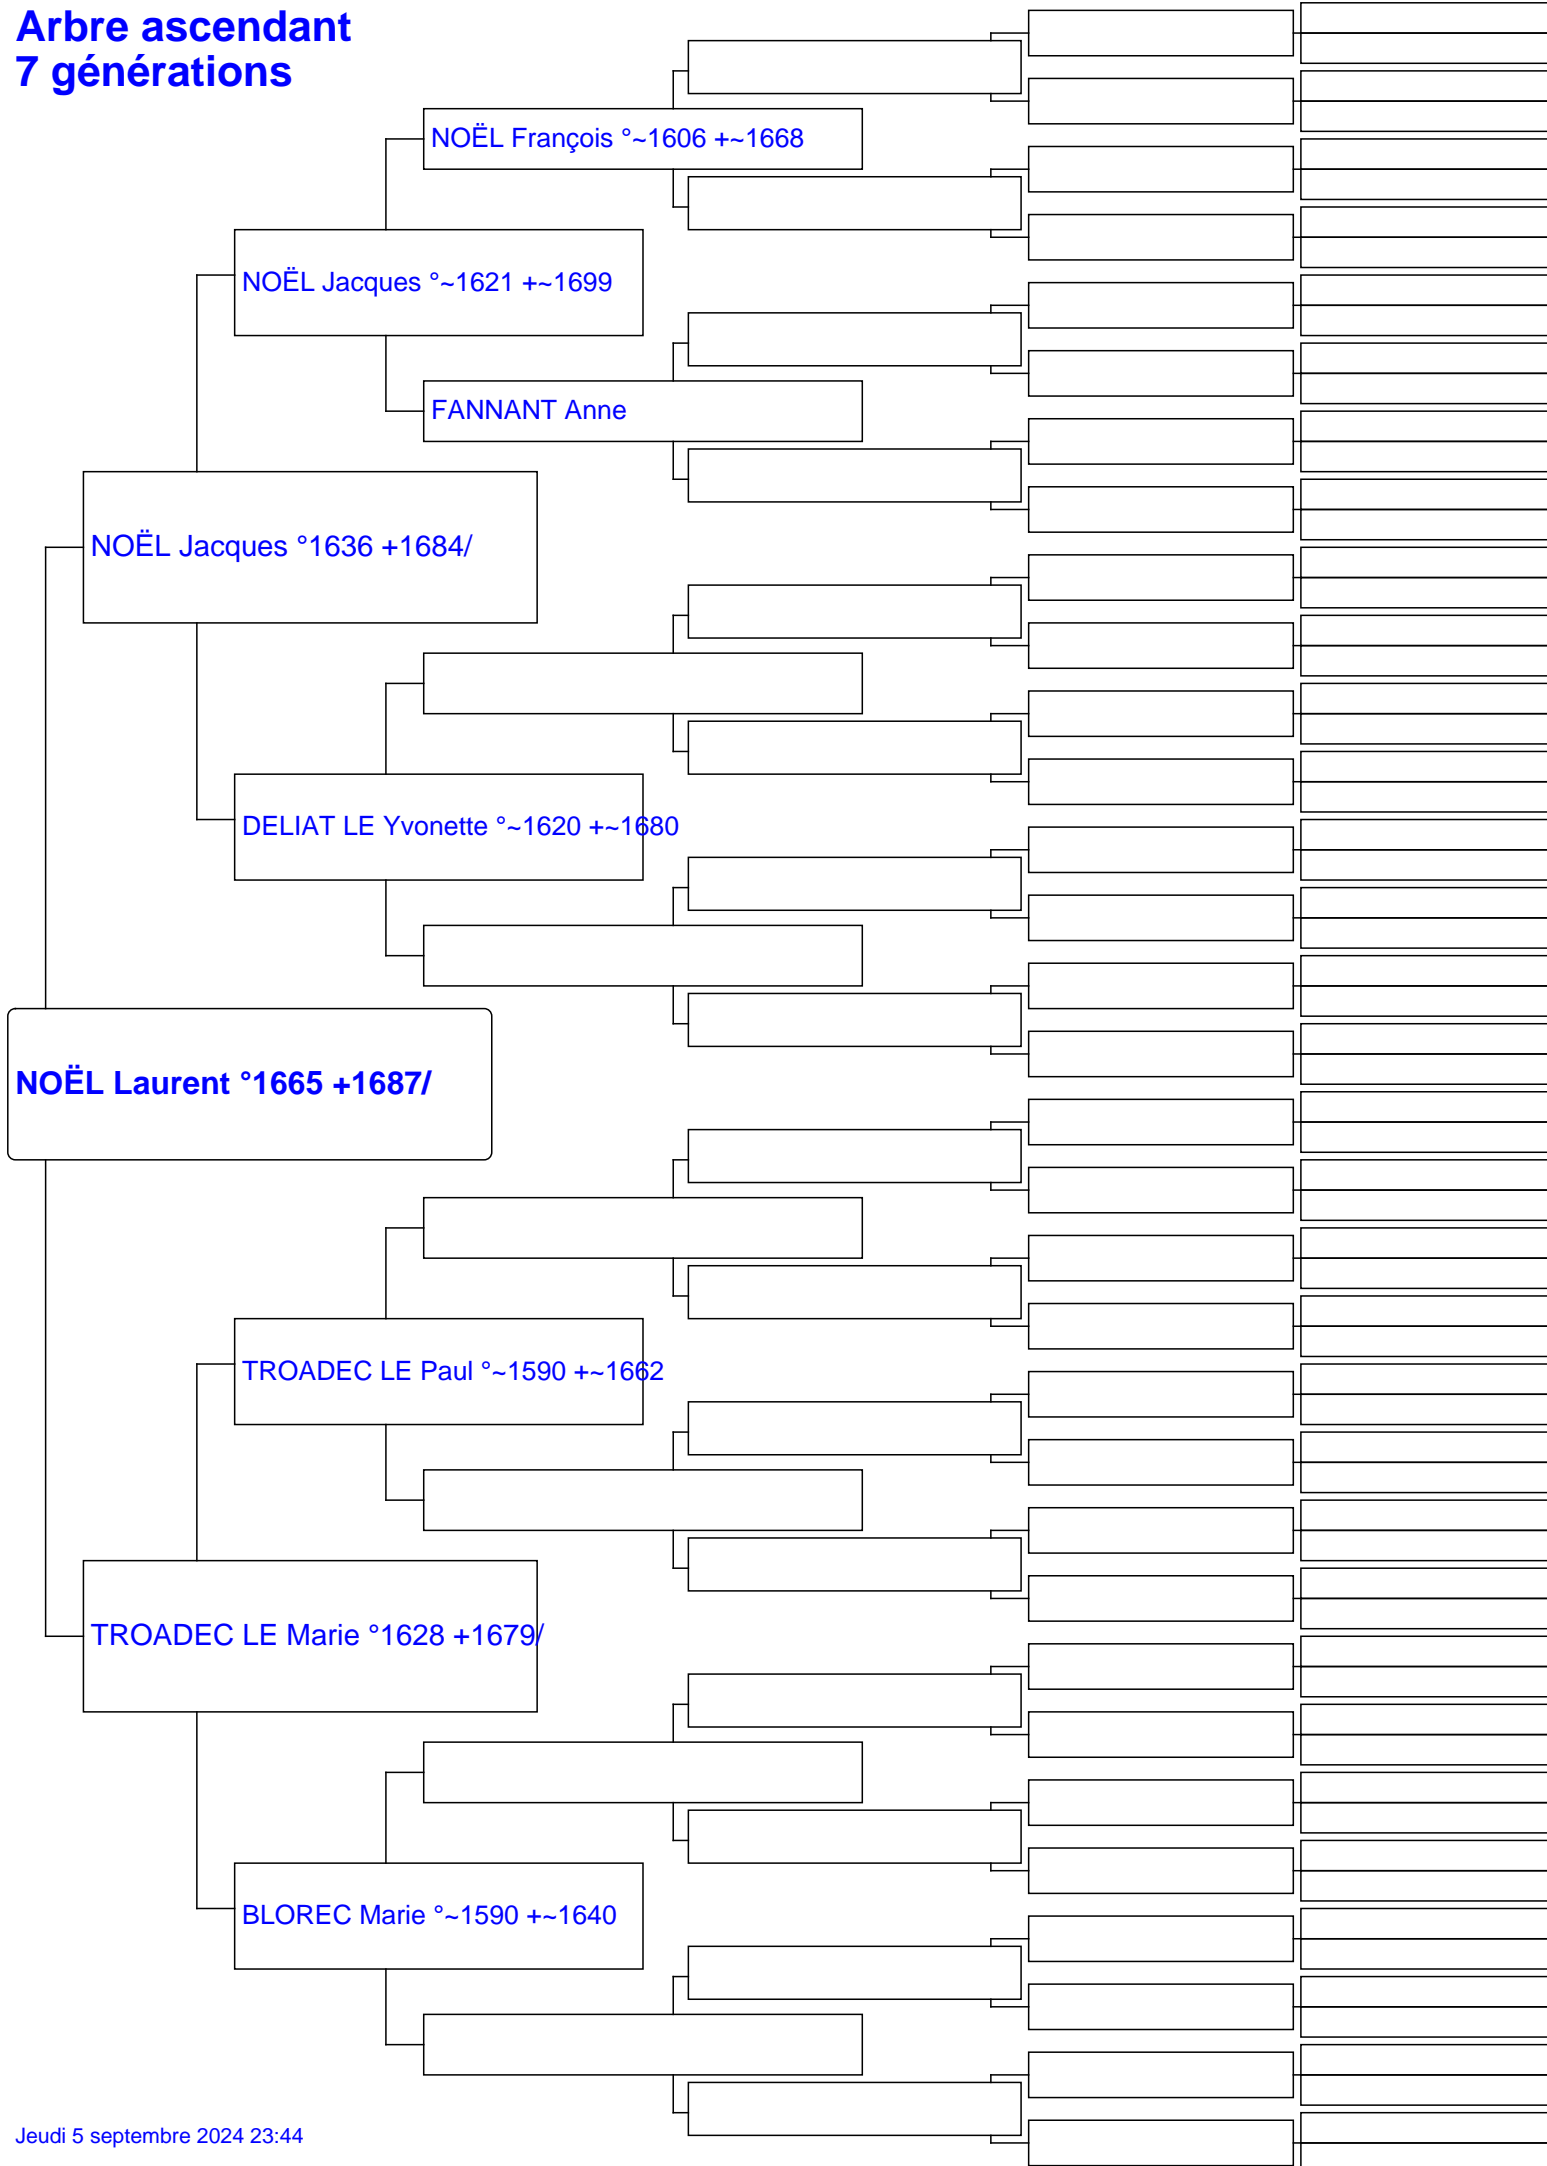 Arbre ascendant
7 générations
NOËL François °~1606 +~1668
NOËL Jacques °~1621 +~1699
FANNANT Anne
NOËL Jacques °1636 +1684/
DELIAT LE Yvonette °~1620 +~1680
NOËL Laurent °1665 +1687/
TROADEC LE Paul °~1590 +~1662
TROADEC LE Marie °1628 +1679/
BLOREC Marie °~1590 +~1640
Jeudi 5 septembre 2024 23:44